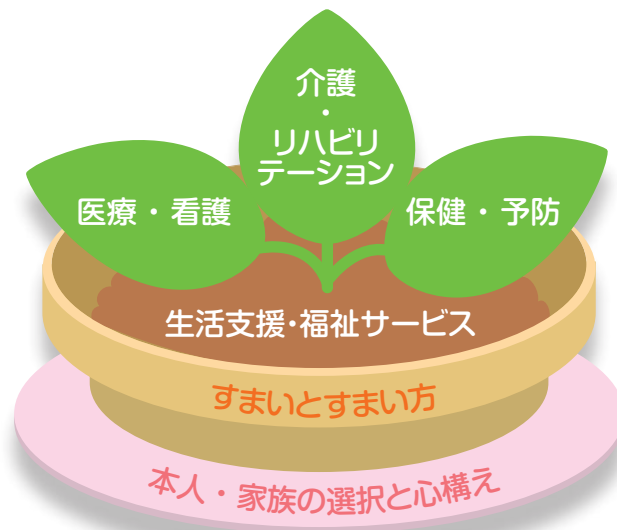 介護
・
リハビリ
テーション
医療・看護
保健・予防
生活支援・福祉サービス
すまいとすまい方
本人・家族の選択と心構え